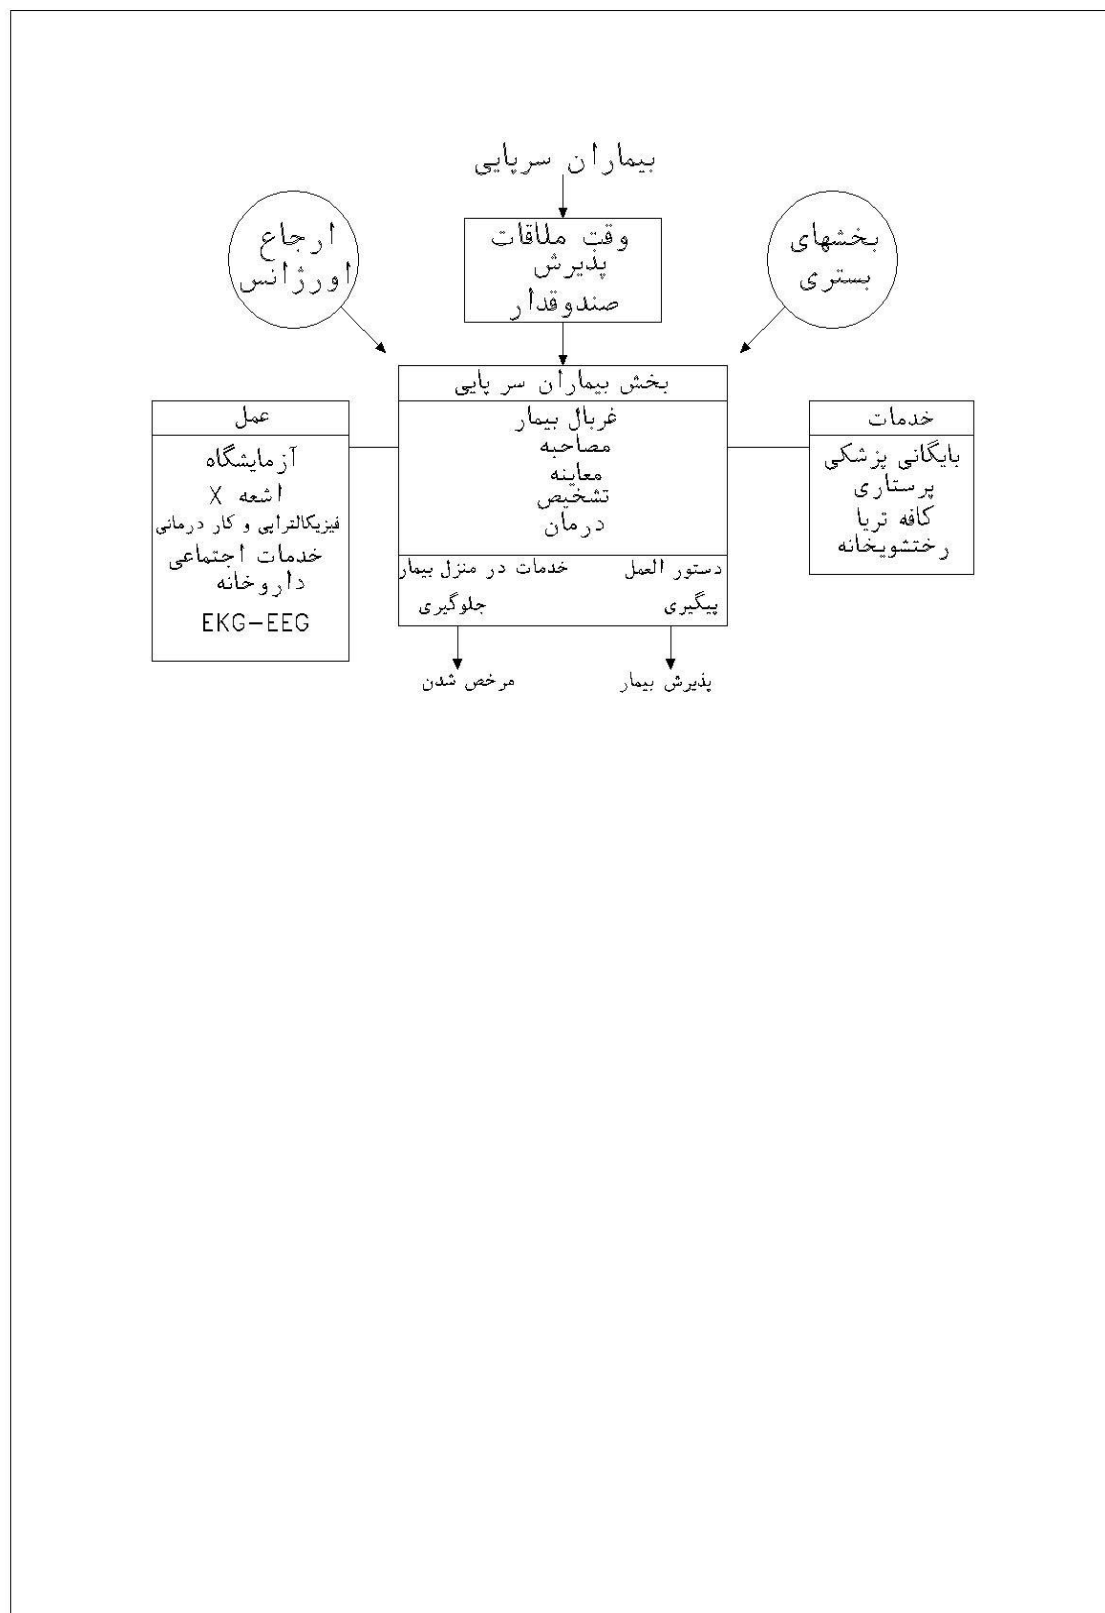 بیماران سرپایی
بخشهای
بستری
وقت ملاقات
پذیرش
صندوقدار
ارجاع
اورژانس
بخش بیماران سر پایی
غربال بیمار
مصاحبه
معاینه
تشخیص
درمان
دستور العمل
خدمات در منزل بیمار
پیگیری
جلوگیری
پذیرش بیمار
مرخص شدن
خدمات
بایگانی پزشکی
پرستاری
کافه تریا
رختشویخانه
عمل
آزمایشگاه
اشعه X
فیزیکالتراپی و کار درمانی
خدمات اجتماعی
داروخانه
EKG-EEG